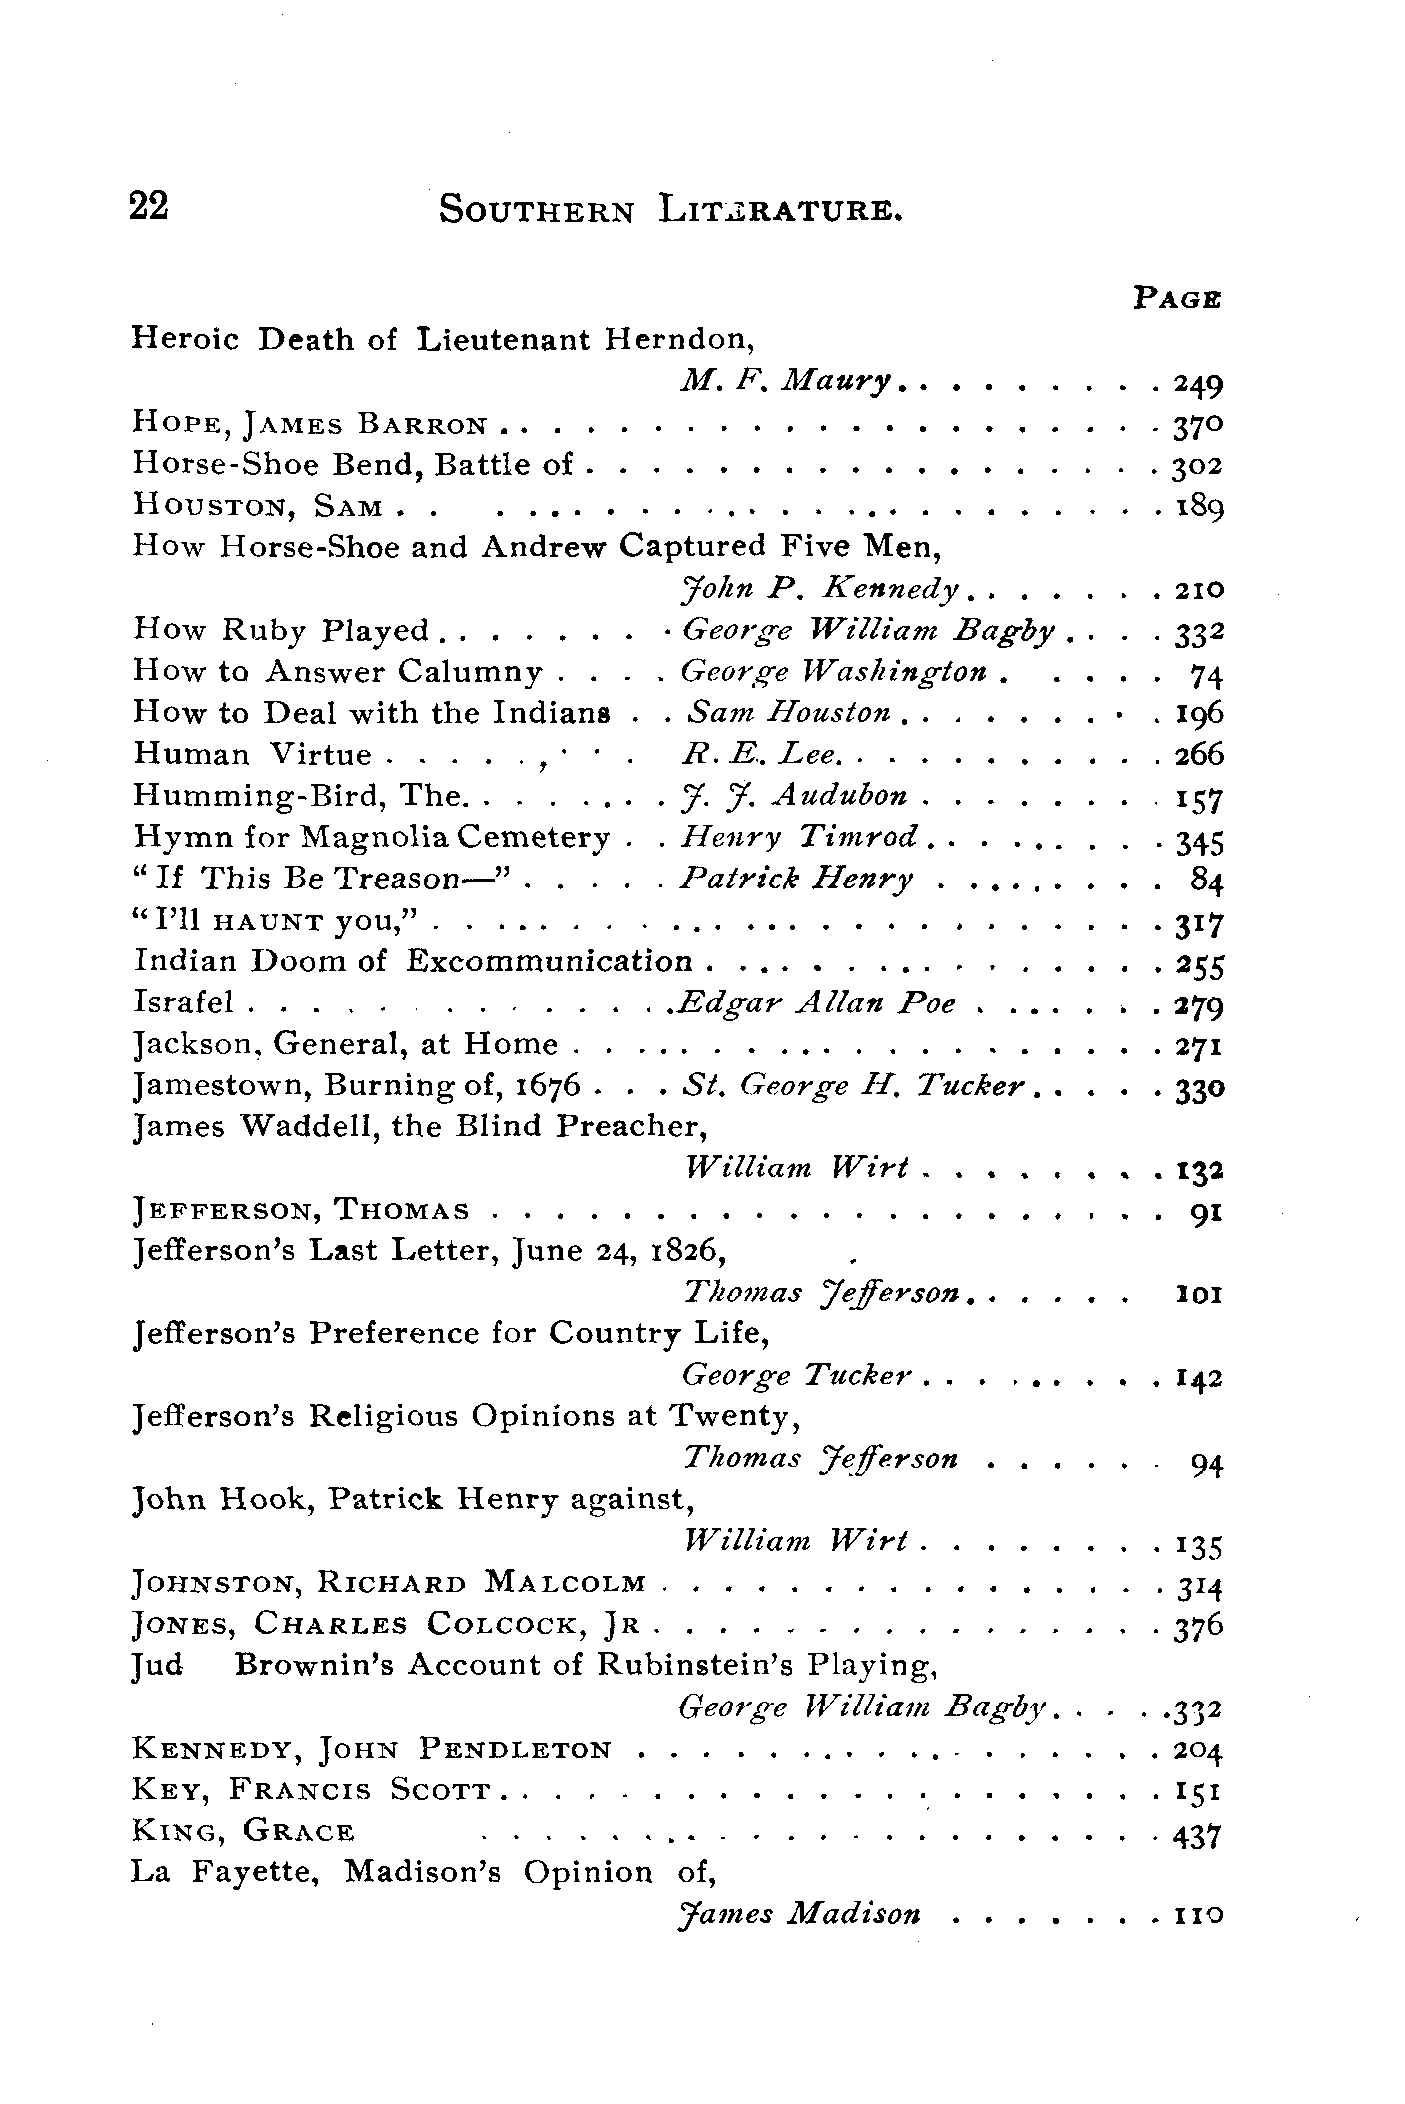 22 SOUTHERN LITERATURE.
PAGE
Heroic Death of Lieutenant Herndon,
M. F. Maury . . . . . . . . . 249
HOPE, JAMES BARRON . . . . . . . . . . . . . . . . . . . . 370
Horse-Shoe Bend, Battle of . . . . . . . . . . . . . . . . . . 302
HOUSTON, SAM . . . . . . . . . . . . . . . . . . . . . . 189
How Horse-Shoe and Andrew Captured Five Men,
John P. Kennedy . . . . . . . 210
How Ruby Played . . . . . . . . George William Bagby . . . . 332
How to Answer Calumny . . . . George Washington . . . . . . 74
How to Deal with the Indians . . Sam Houston . . . . . . . . . 196
Human Virtue . . . . . , . . . R. E. Lee. . . . . . . . . . . 266
Humming-Bird, The. . . . . . . . J. J. Audubon . . . . . . . . 157
Hymn for Magnolia Cemetery . . Henry Timrod . . . . . . . . . 345
“If This Be Treason—” . . . . . Patrick Henry . . . . . . . . . 84
“I’ll HAUNT you,” . . . . . . . . . . . . . . . . . . . . . . . 317
Indian Doom of Excommunication . . . . . . . . . . . . . . . 255
Israfel . . . . . . . . . . . . . . Edgar Allan Poe . . . . . . . 279
Jackson, General, at Home . . . . . . . . . . . . . . . . . . . 271
Jamestown, Burning of, 1676 . . . St. George H. Tucker . . . . . 330
James Waddell, the Blind Preacher,
William Wirt . . . . . . . . 132
JEFFERSON, THOMAS . . . . . . . . . . . . . . . . . . . . . 91
Jefferson’s Last Letter, June 24, 1826,
Thomas Jefferson . . . . . . 101
Jefferson’s Preference for Country Life,
George Tucker . . . . . . . . . 142
Jefferson’s Religious Opinions at Twenty,
Thomas Jefferson . . . . . . 94
John Hook, Patrick Henry against,
William Wirt . . . . . . . . 135
JOHNSTON, RICHARD MALCOLM . . . . . . . . . . . . . . . . 314
JONES, CHARLES COLCOCK, JR . . . . . . . . . . . . . . . . 376
Jud Brownin’s Account of Rubinstein’s Playing,
George William Bagby . . . . . 332
KENNEDY, JOHN PENDLETON . . . . . . . . . . . . . . . . . 204
KEY, FRANCIS SCOTT . . . . . . . . . . . . . . . . . . . . . 151
KING, GRACE . . . . . . . . . . . . . . . . . . . . . . 437
La Fayette, Madison’s Opinion of,
James Madison . . . . . . . 110